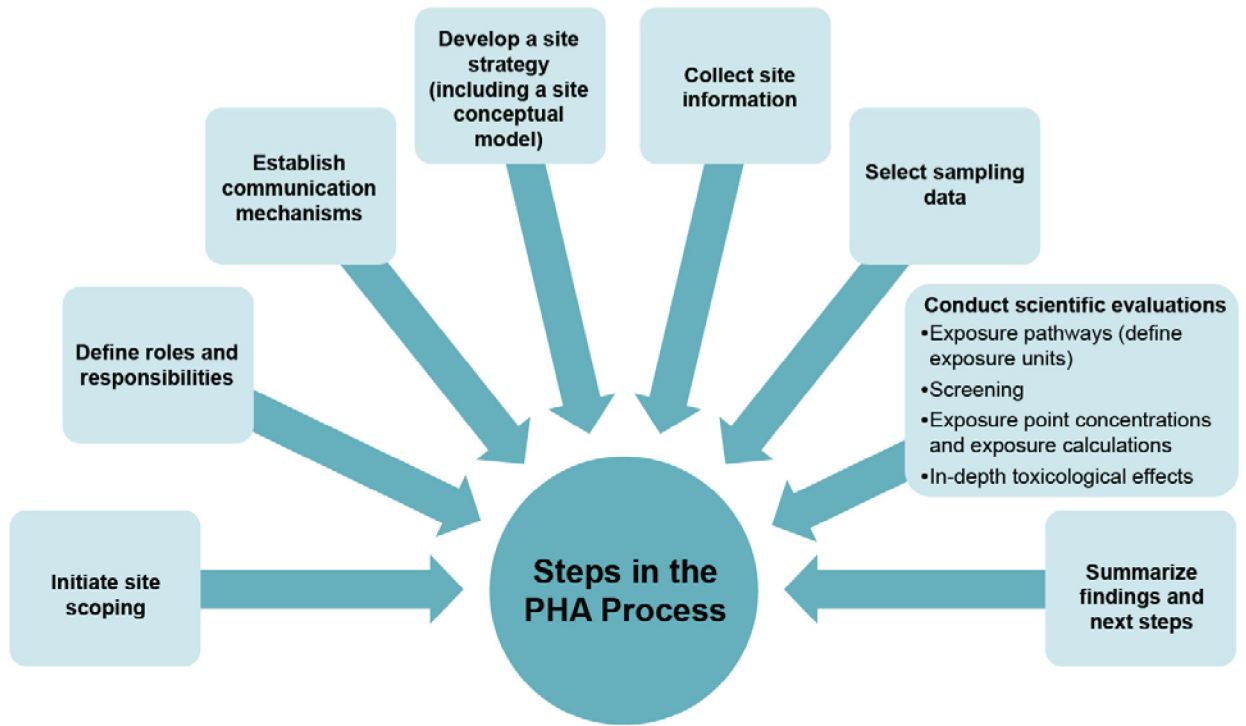 Initiate site
scoping
Define roles and
responsibilities
Establish
communication
mechanisms
Develop a site
strategy
(including a site
conceptual
model)
Collect site
information
Select sampling
data
Conduct scientific evaluations
•Exposure pathways (define
exposure units)
•Screening
•Exposure point concentrations
and exposure calculations
•In-depth toxicological effects
Summarize
findings and
next steps
Steps in the
PHA Process